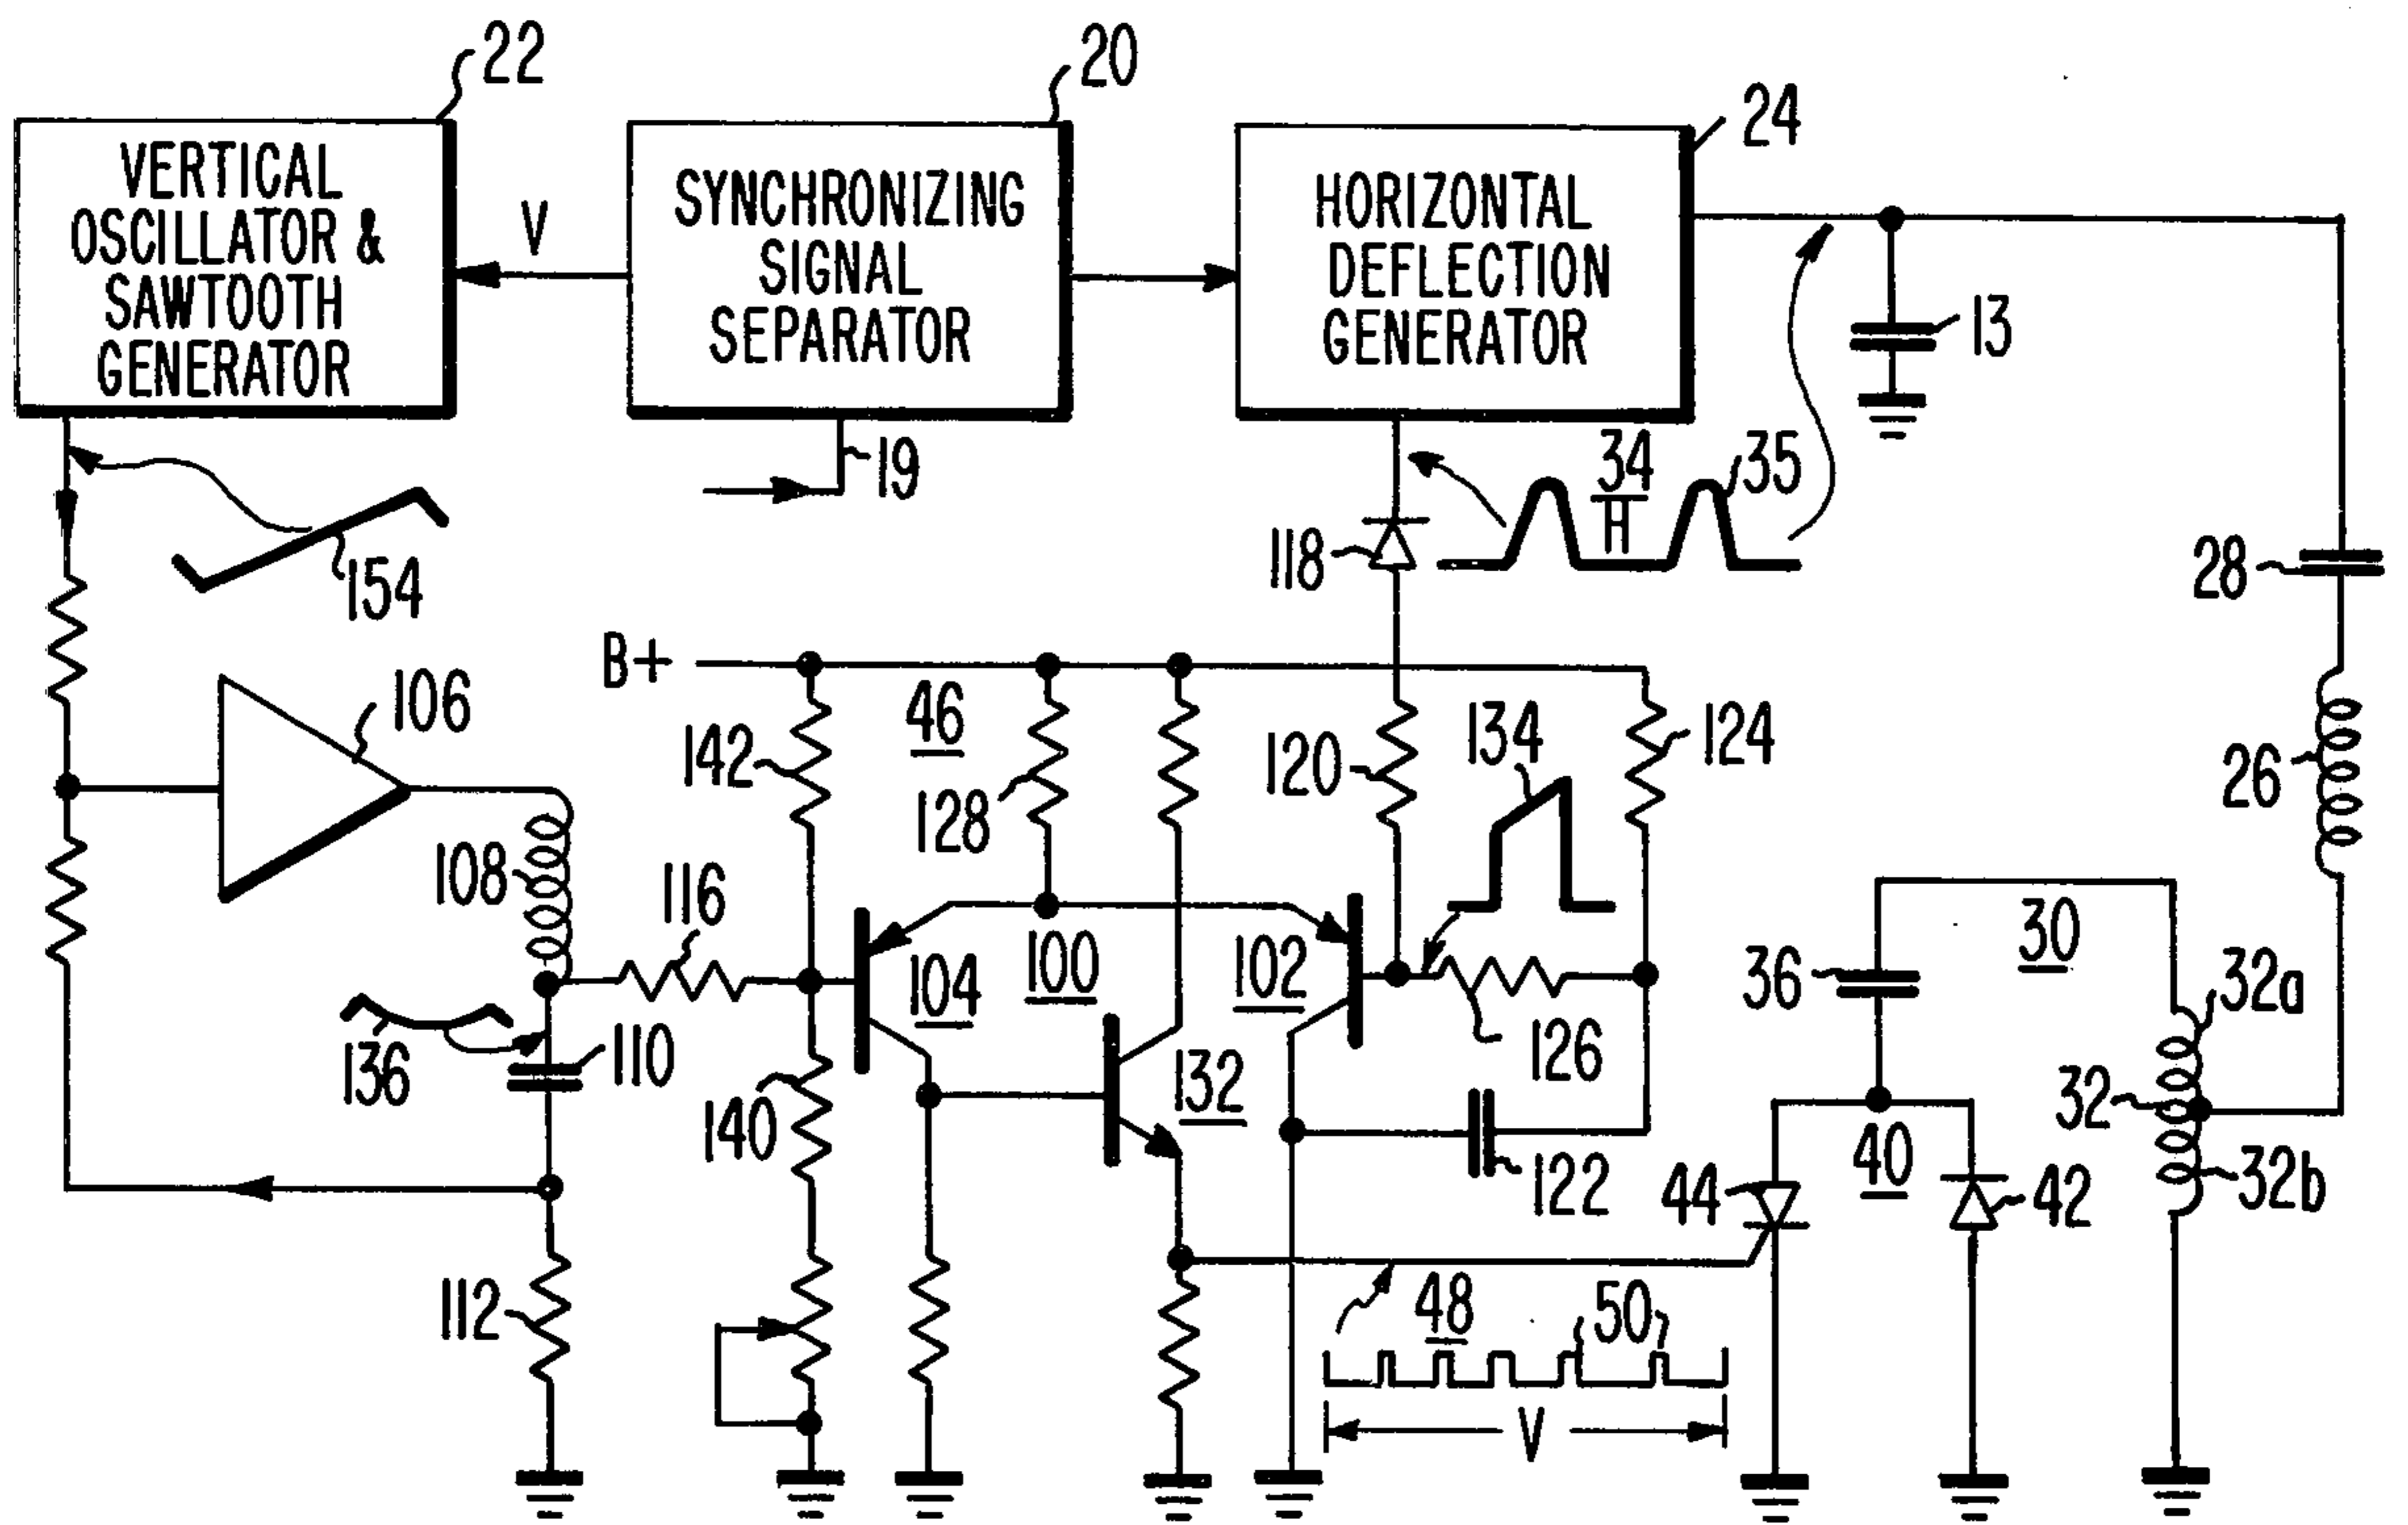 22
20
24
VERTICAL
OSCILLATOR &
SAWTOOTH
GENERATOR
V
SYNCHRONIZING
SIGNAL
SEPARATOR
HORIZONTAL
DEFLECTION
GENERATOR
13
19
34
H
35
154
118
28
B+
106
142
46
128
120
134
124
26
108
116
104
100
102
126
36
30
32a
136
110
140
132
122
32
44
40
42
32b
112
48
50
V